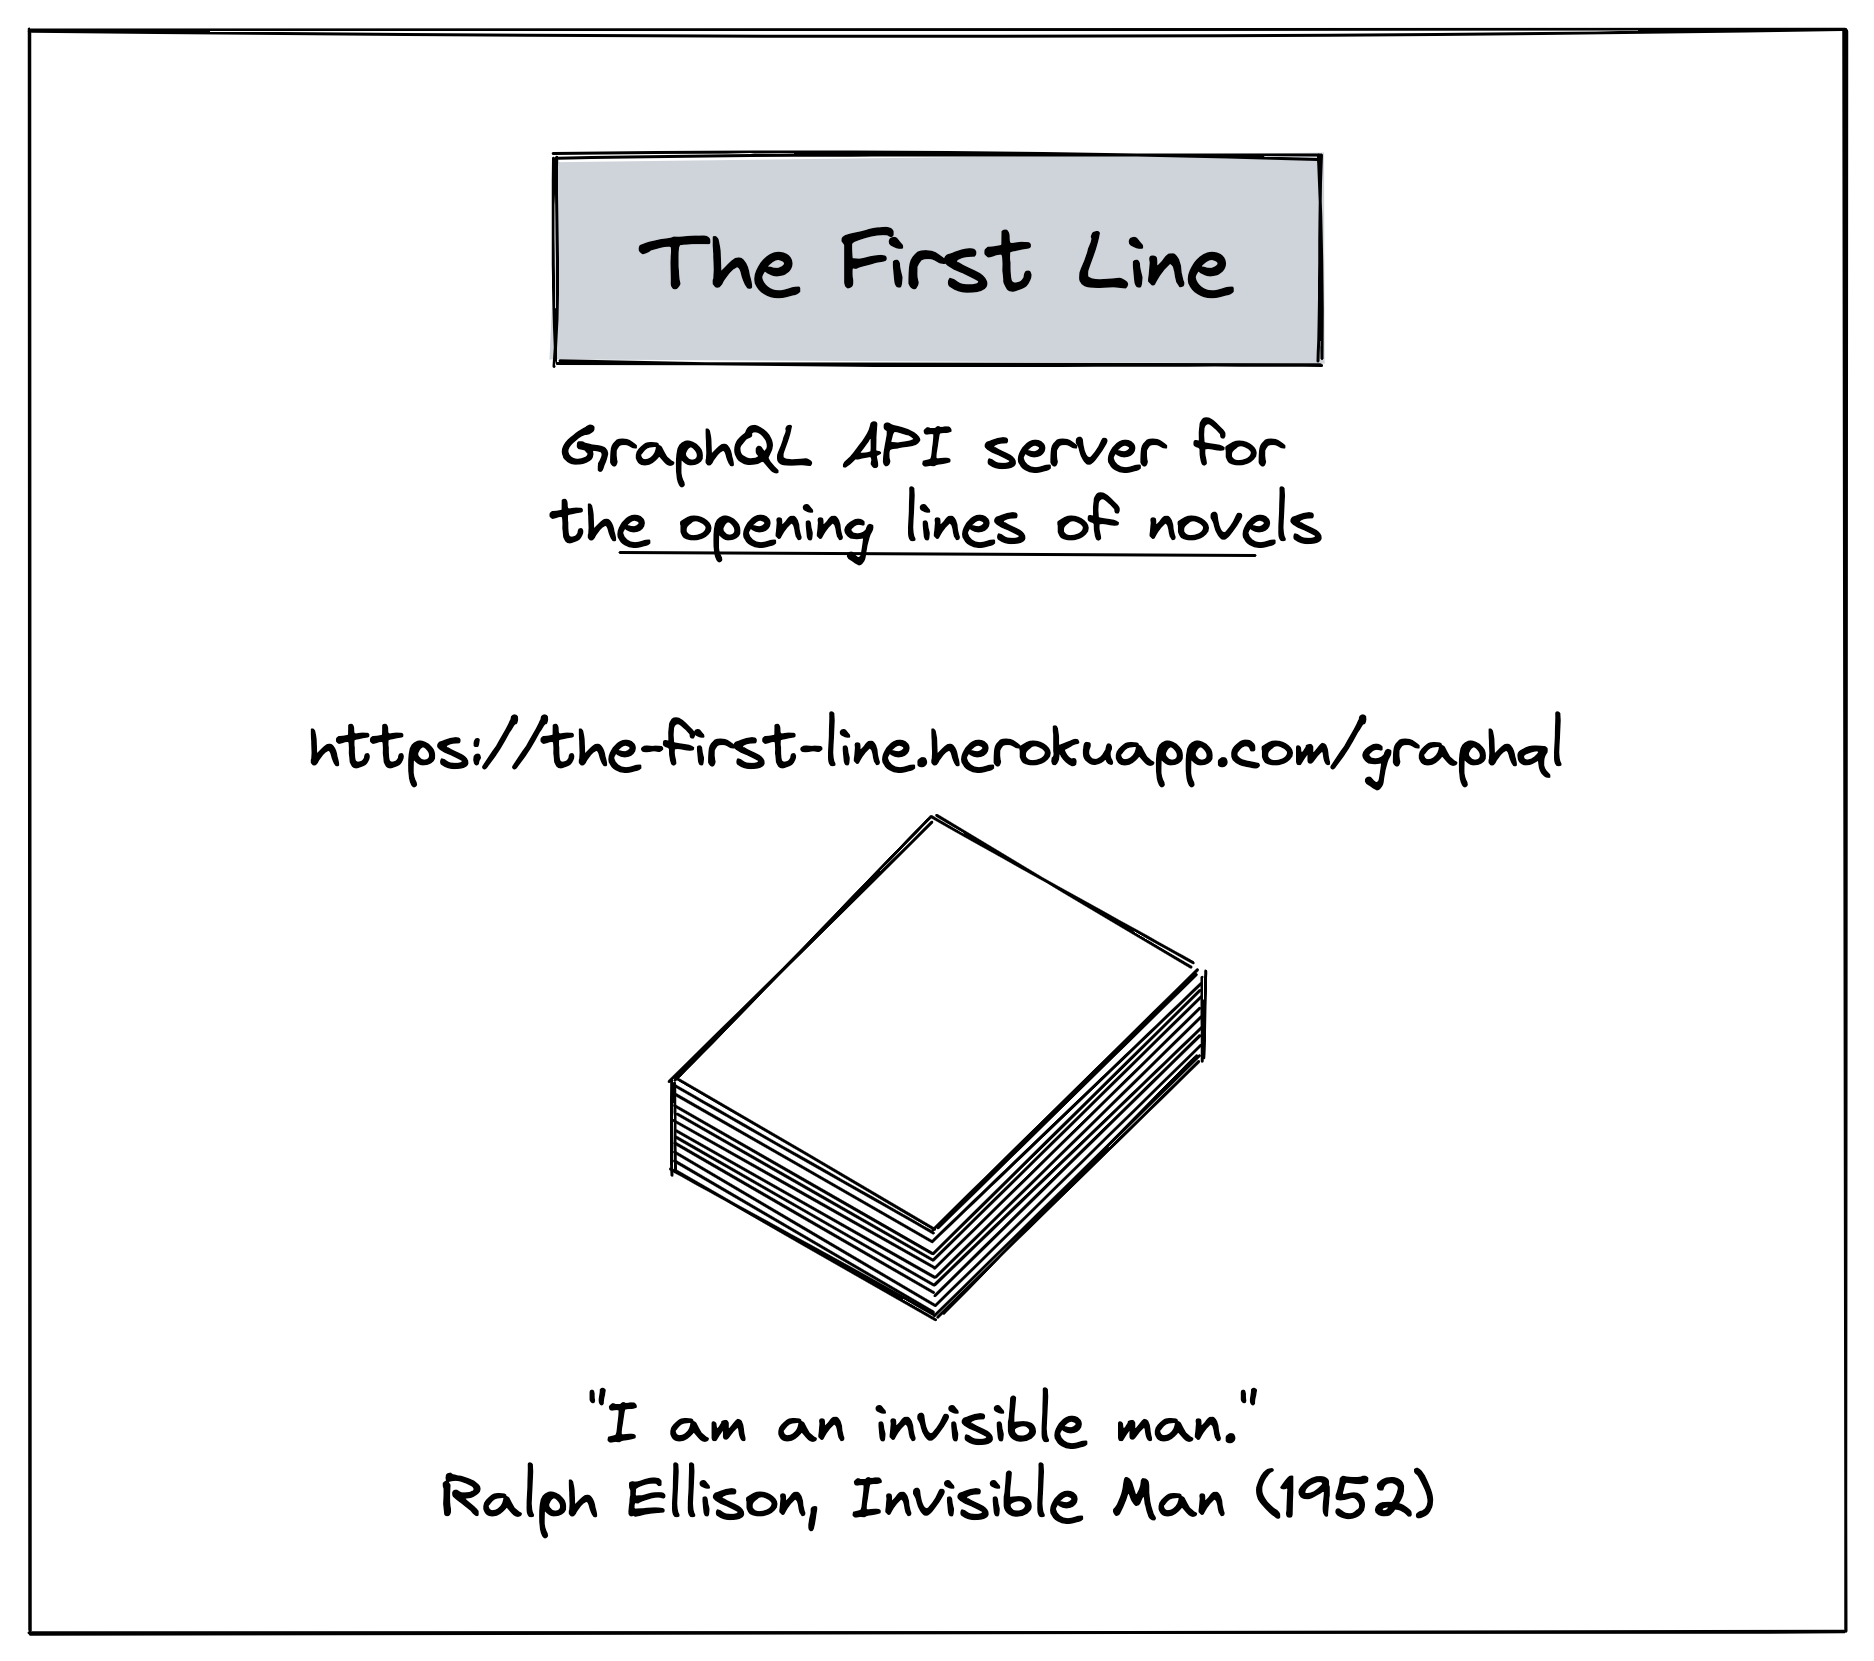 The First Line
GraphQL API server for
the opening lines of novels
https://the-first-line.herokuapp.com/graphql
"I am an invisible man."
Ralph Ellison, Invisible Man (1952)